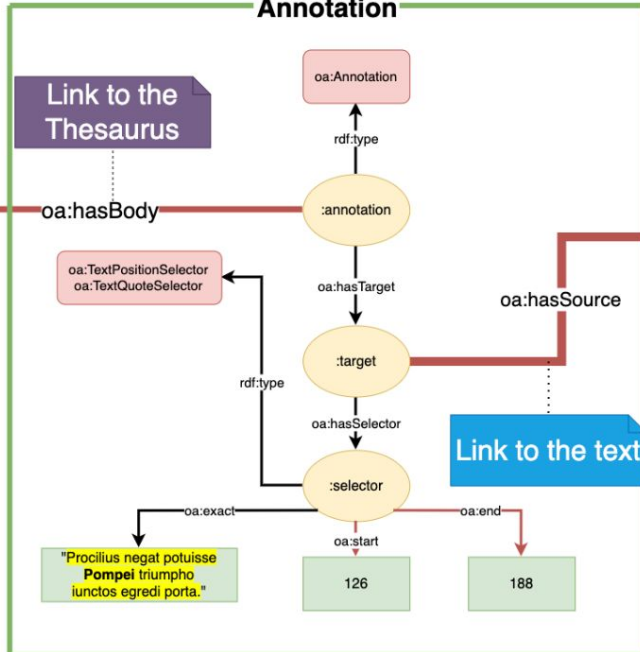 Annotation
oa:Annotation
Link to the
Thesaurus
rdf:type
oa:hasBody
:annotation
oa:TextPositionSelector
oa:TextQuoteSelector
oa:hasTarget
oa:hasSource
:target
rdf:type
oa:hasSelector
Link to the text
:selector
oa:exact
oa:end
oa:start
"Procilius negat potuisse
Pompei triumpho
iunctos egredi porta."
126
188